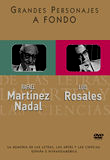 GRANDES PERSONAJES
A FONDO
RAFAEL
Martínez
Nadal
LUIS
Rosales
LA MEMORIA DE LAS LETRAS, LAS ARTES Y LAS CIENCIAS
ESPAÑA E HISPANOAMÉRICA
DVD